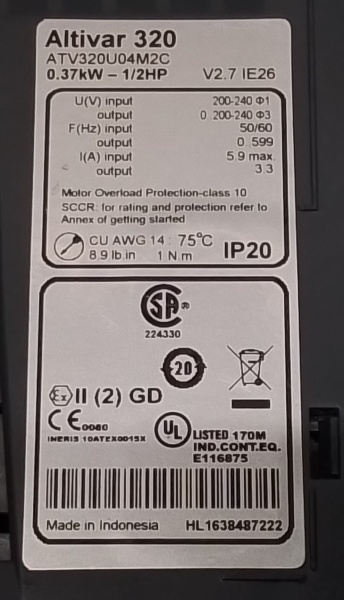 Altivar 320
ATV320U04M2C
0.37kW – 1/2HP V2.7 IE26
U(V) input 200-240 Φ1
output 0. 200-240 Φ3
F(Hz) input 50/60
output 0. 599
I(A) input 5.9 max.
output 3.3
Motor Overload Protection-class 10
SCCR: for rating and protection refer to
Annex of getting started
CU AWG 14 : 75°C
8.9 lb.in 1 N.m IP20
SA ®
224330
20
Ex II (2) GD
CE 0080
INERIS 10ATEX0015X
UL LISTED 170M
IND.CONT.EQ.
E116875
Made in Indonesia HL1638487222